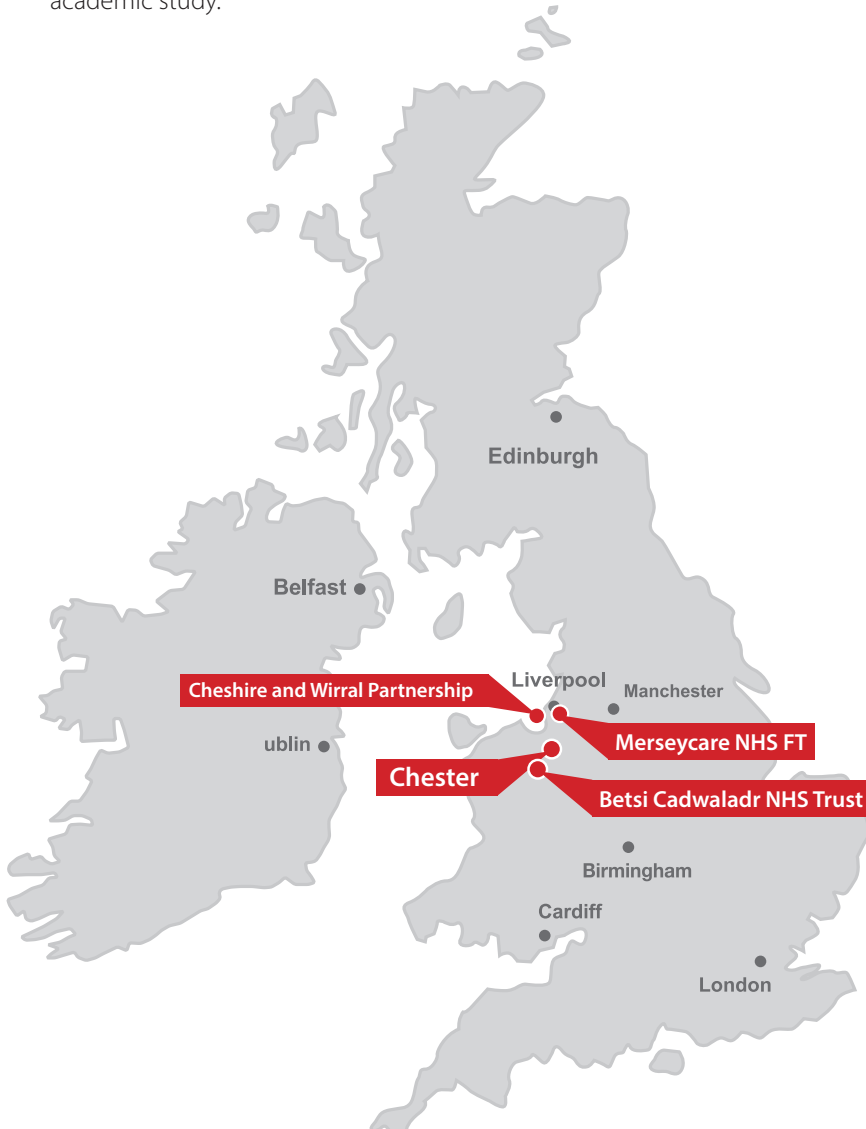 academic study.
Edinburgh
Belfast
Liverpool
Cheshire and Wirral Partnership
Manchester
ublin
Merseycare NHS FT
Chester
Betsi Cadwaladr NHS Trust
Birmingham
Cardiff
London